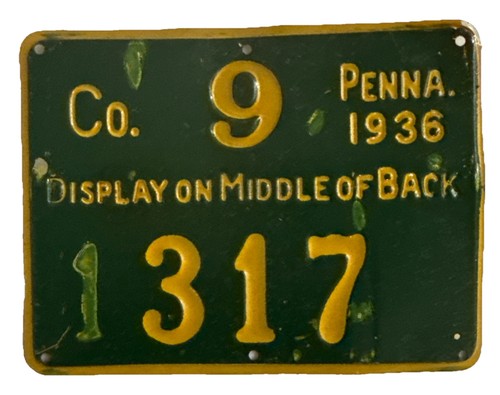 Co. 9 PENNA.
1936
DISPLAY ON MIDDLE OF BACK
1317